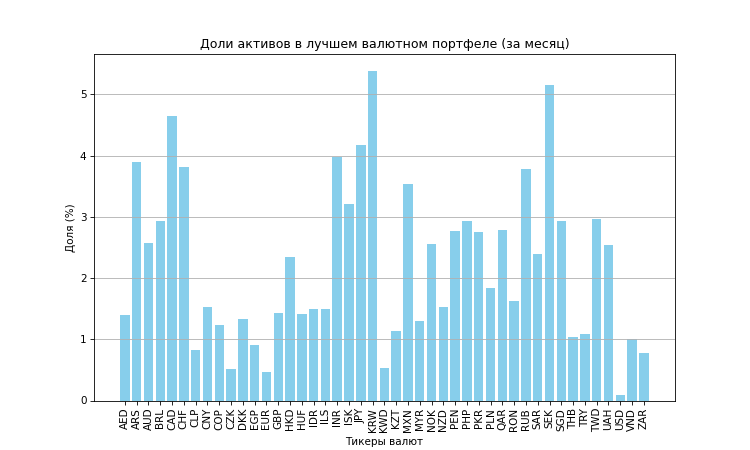 Доли активов в лучшем валютном портфеле (за месяц)
Доля (%)
5
4
3
2
1
0
AED ARS AUD BRL CAD CHF CLP CNY COP CZK DKK EGP EUR GBP HKD HUF IDR ILS INR ISK JPY KRW KWD KZT MXN MYR NOK NZD PEN PHP PKR PLN QAR RON RUB SAR SEK SGD THB TRY TWD UAH USD VND ZAR
Тикеры валют